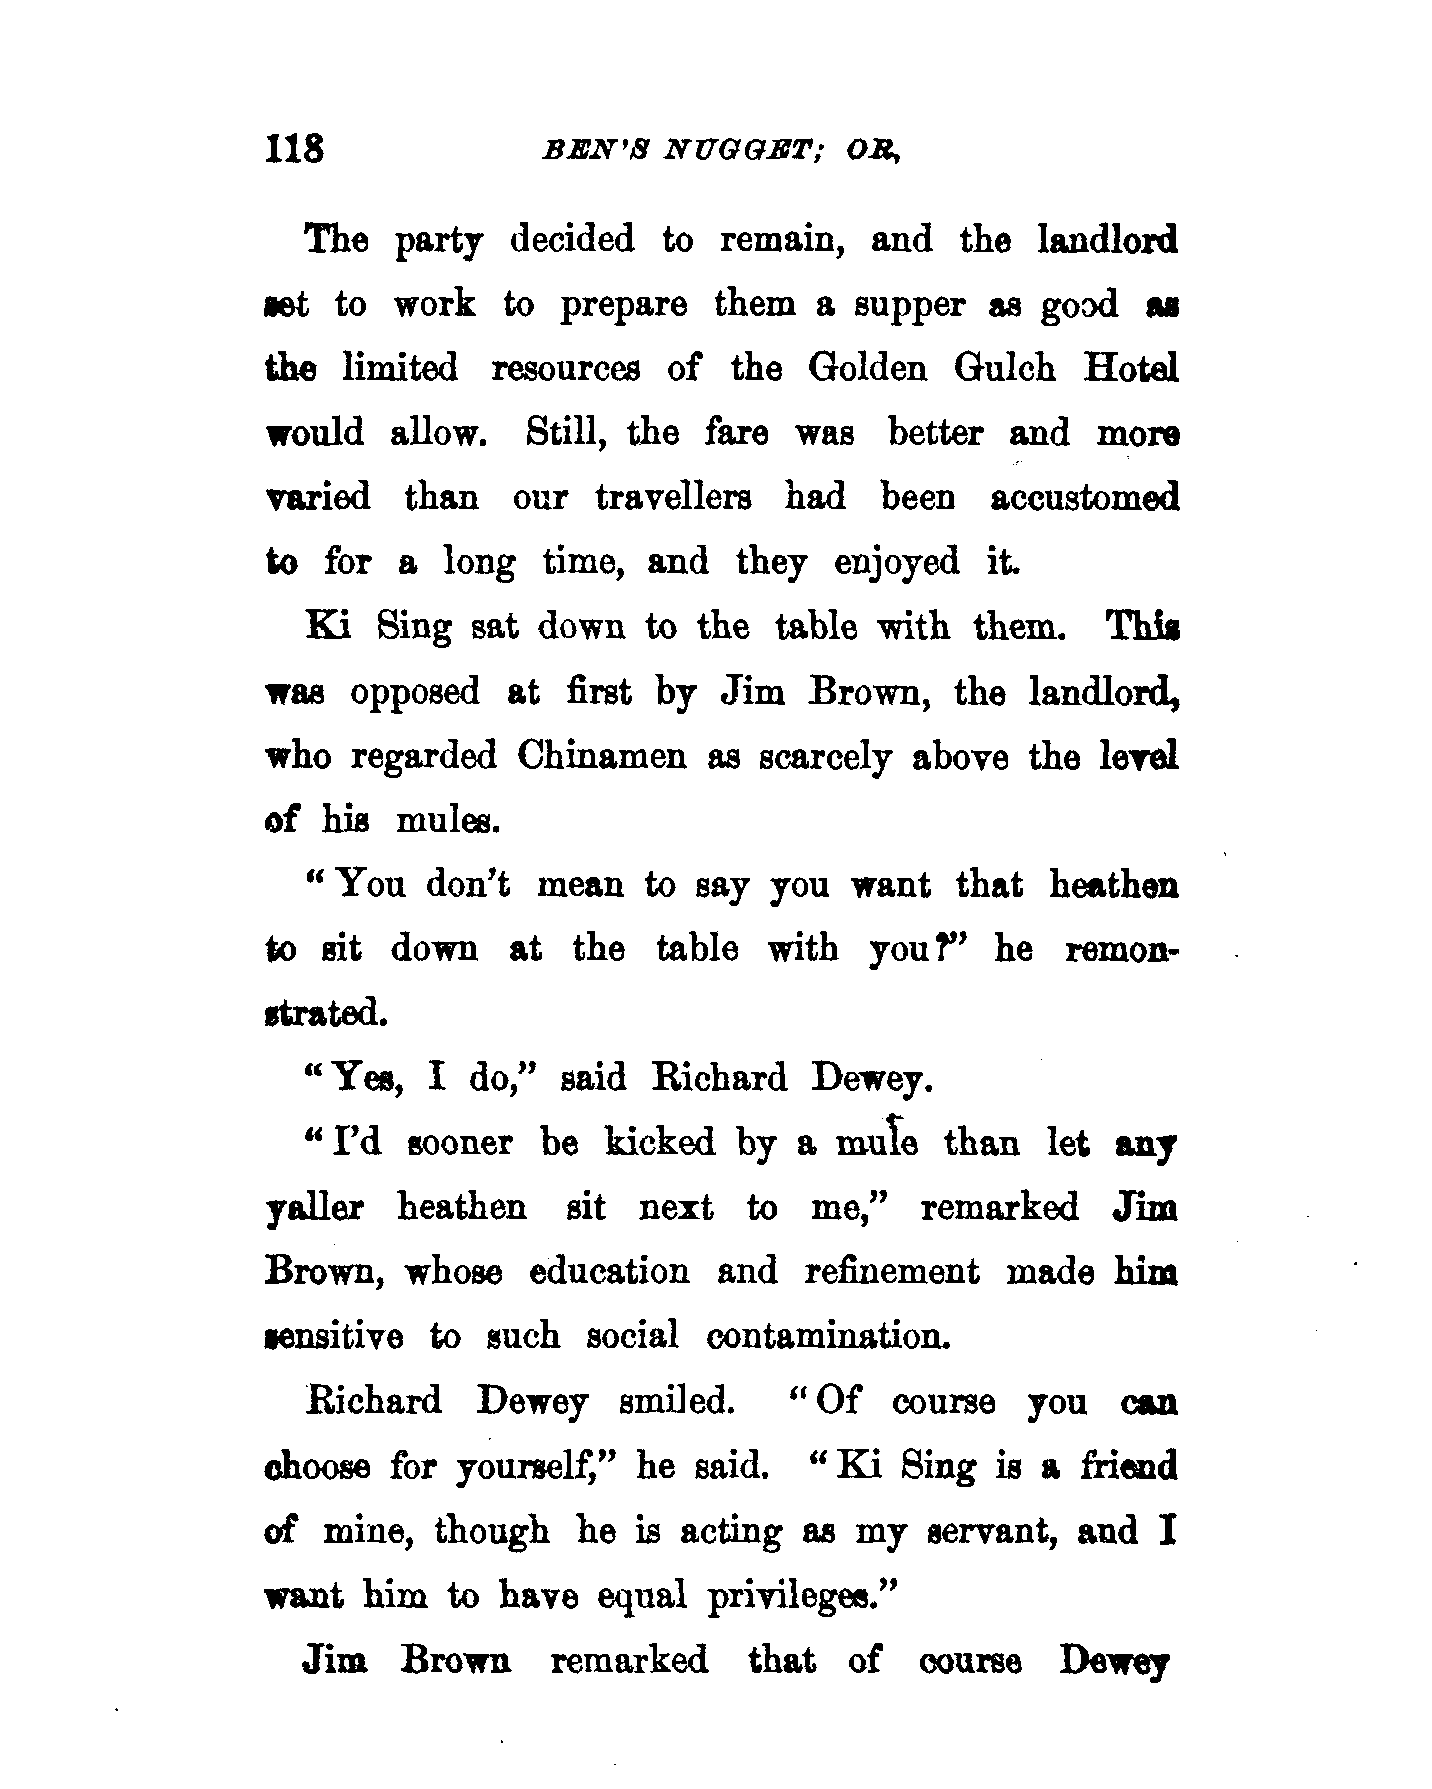 118 BEN'S NUGGET; OR,
The party decided to remain, and the landlord
set to work to prepare them a supper as good as
the limited resources of the Golden Gulch Hotel
would allow. Still, the fare was better and more
varied than our travellers had been accustomed
to for a long time, and they enjoyed it.
Ki Sing sat down to the table with them. This
was opposed at first by Jim Brown, the landlord,
who regarded Chinamen as scarcely above the level
of his mules.
"You don't mean to say you want that heathen
to sit down at the table with you?" he remon-
strated.
"Yes, I do," said Richard Dewey.
"I'd sooner be kicked by a mule than let any
yaller heathen sit next to me," remarked Jim
Brown, whose education and refinement made him
sensitive to such social contamination.
Richard Dewey smiled. "Of course you can
choose for yourself," he said. "Ki Sing is a friend
of mine, though he is acting as my servant, and I
want him to have equal privileges."
Jim Brown remarked that of course Dewey